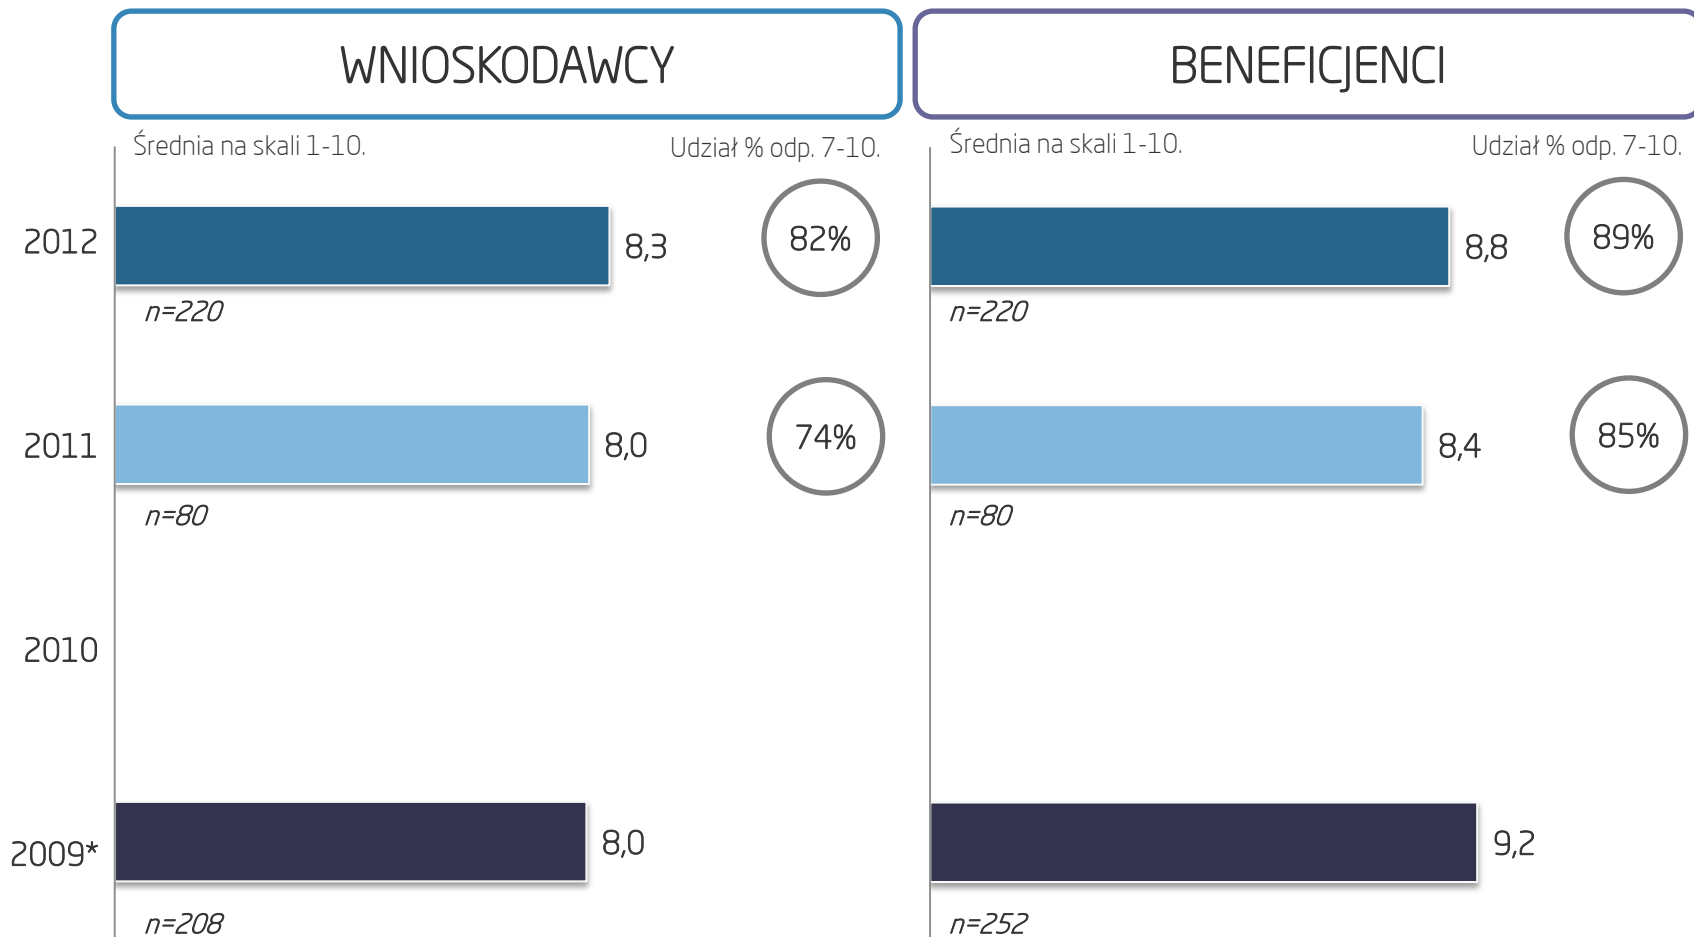 WNIOSKODAWCY
BENEFICJENCI
Średnia na skali 1-10.
Udział % odp. 7-10.
Średnia na skali 1-10.
Udział % odp. 7-10.
2012
8,3
82%
8,8
89%
n=220
n=220
2011
8,0
74%
8,4
85%
n=80
n=80
2010
2009*
8,0
9,2
n=208
n=252